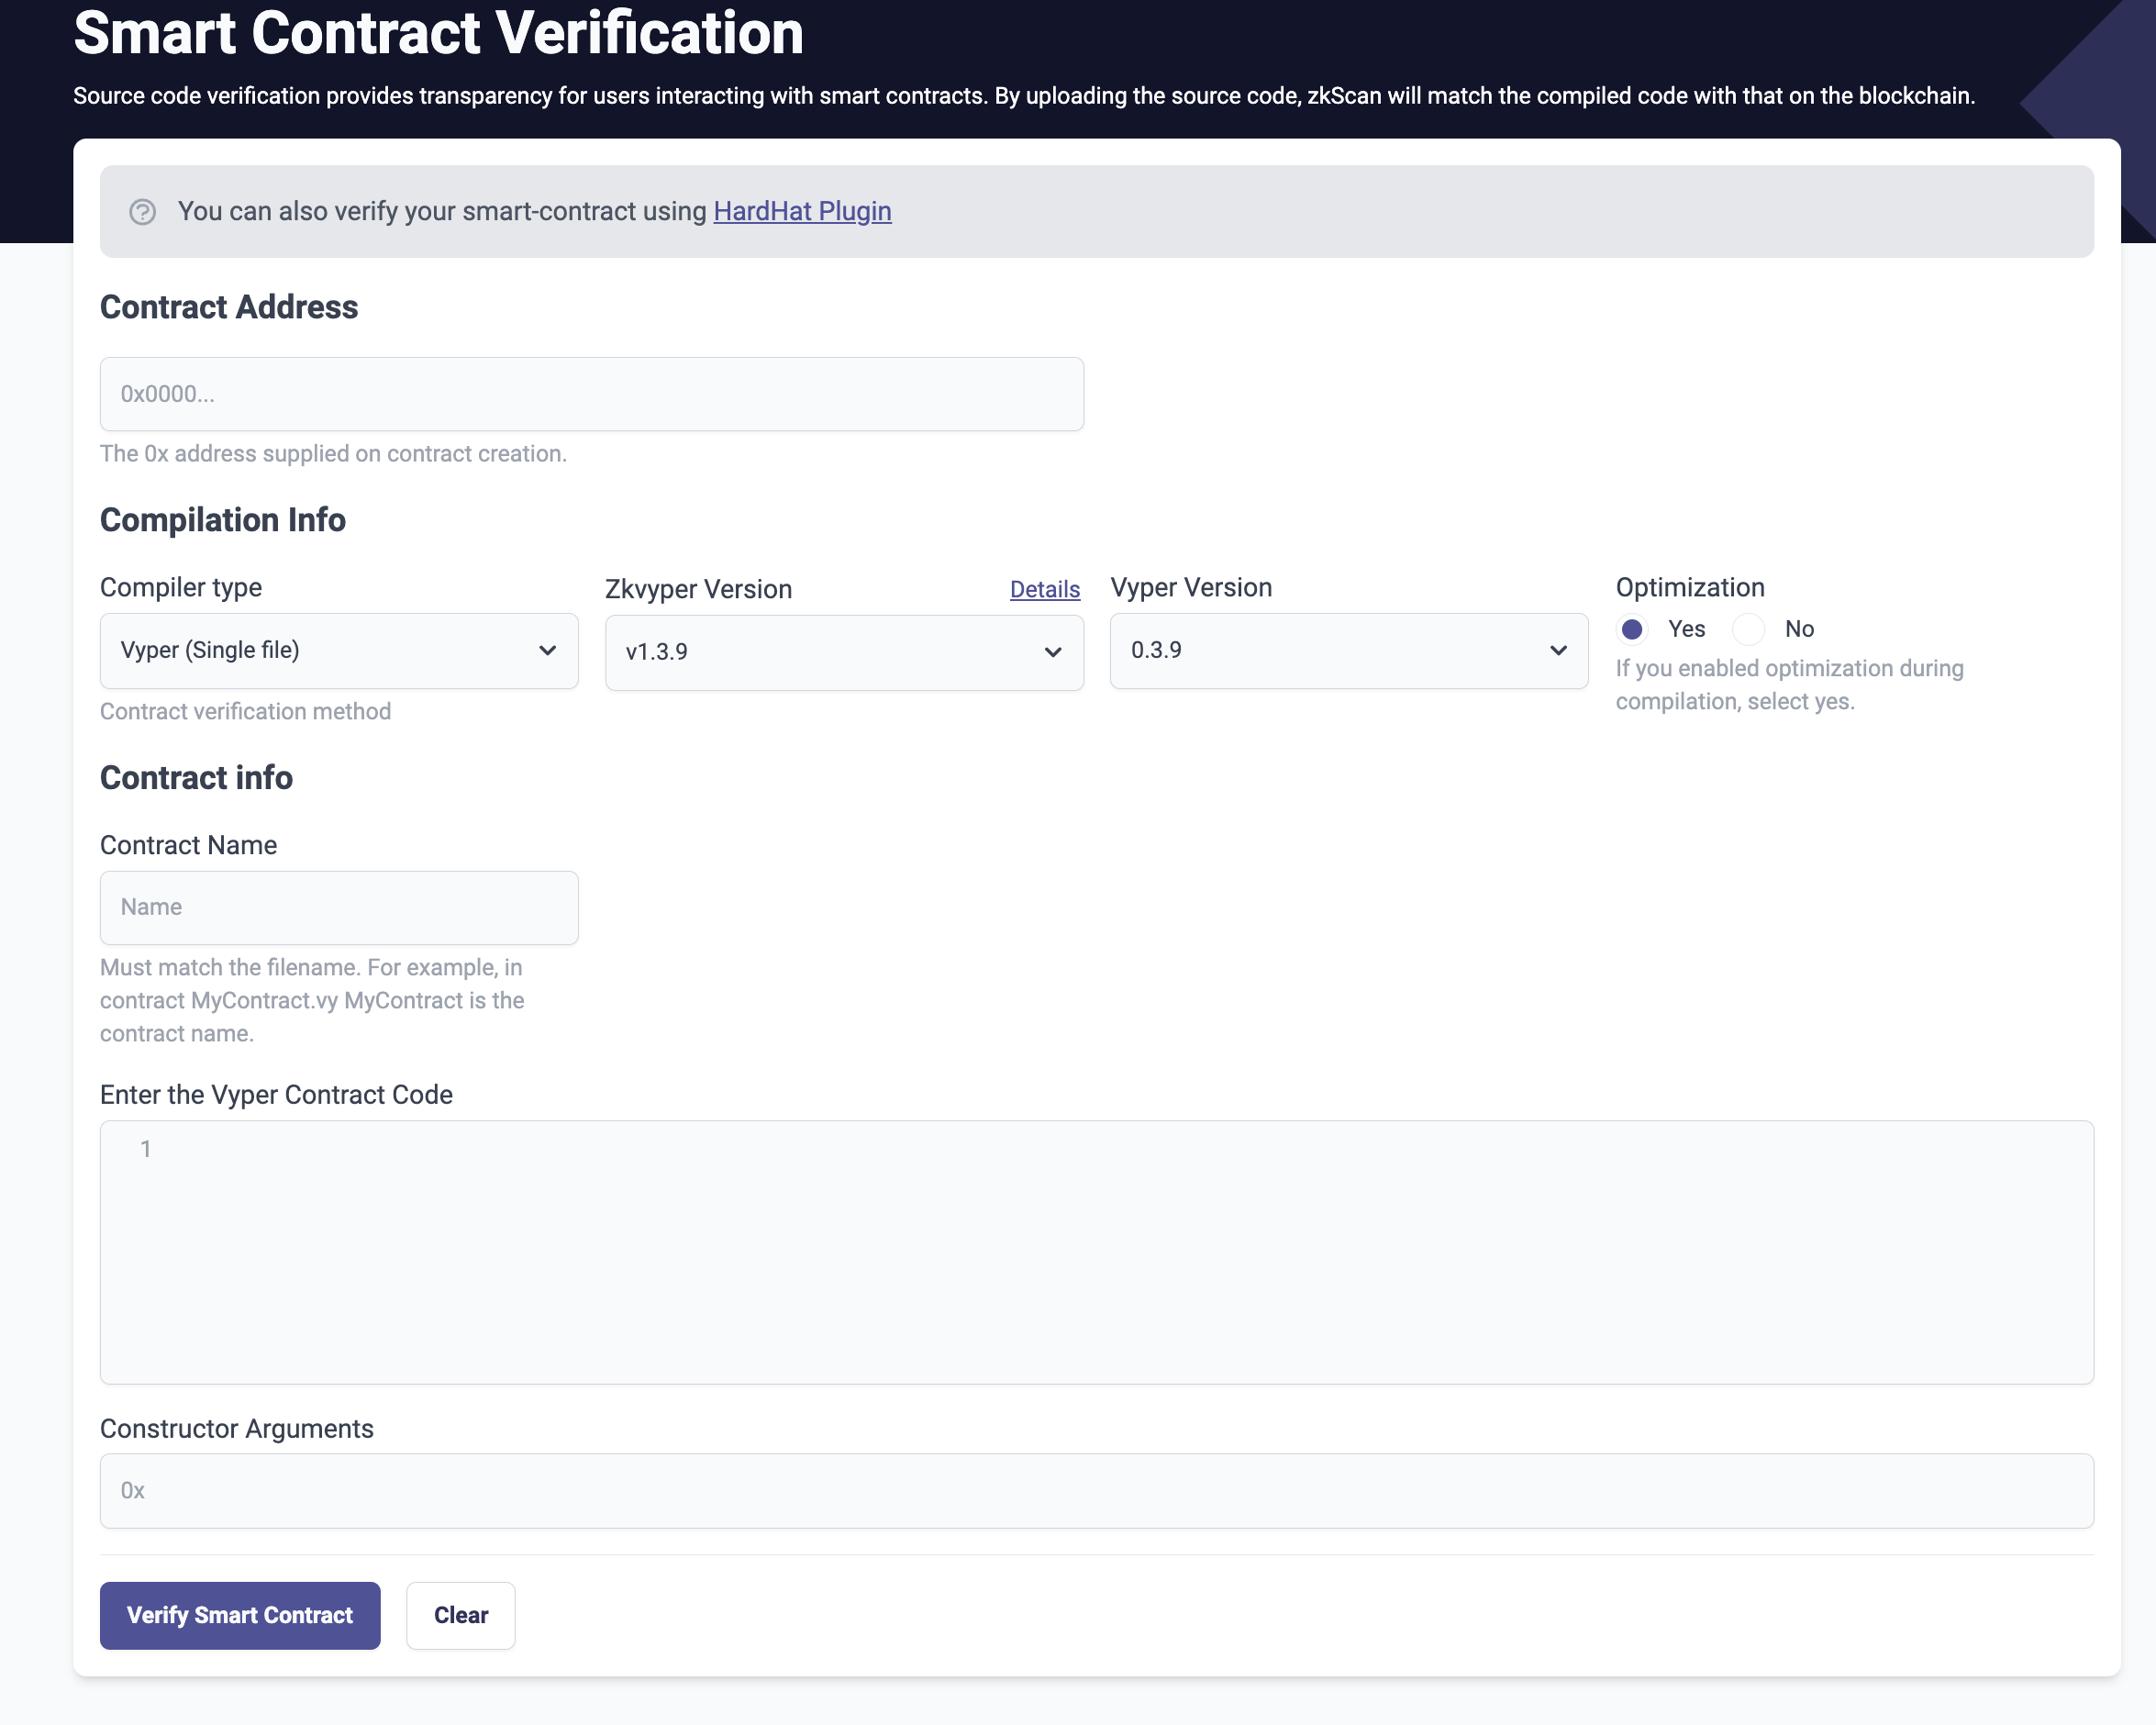 Smart Contract Verification
Source code verification provides transparency for users interacting with smart contracts. By uploading the source code, zkScan will match the compiled code with that on the blockchain.
You can also verify your smart-contract using HardHat Plugin
Contract Address
0x0000...
The 0x address supplied on contract creation.
Compilation Info
Compiler type
Vyper (Single file)
Contract verification method
Zkvyper Version
Details
v1.3.9
Vyper Version
0.3.9
Optimization
Yes No
If you enabled optimization during
compilation, select yes.
Contract info
Contract Name
Name
Must match the filename. For example, in
contract MyContract.vy MyContract is the
contract name.
Enter the Vyper Contract Code
1
Constructor Arguments
0x
Verify Smart Contract
Clear